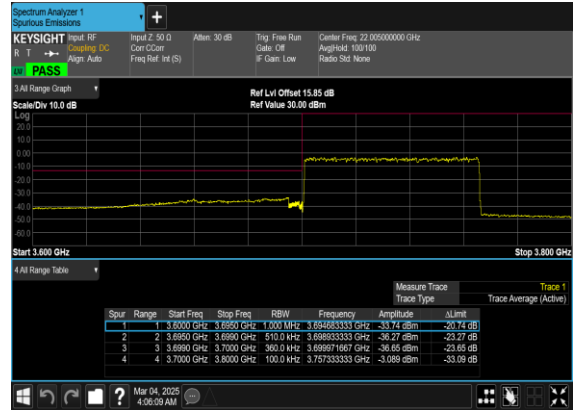 Spectrum Analyzer 1
Spurious Emissions
KEYSIGHT Input: RF Input Z: 50 Ω Atten: 30 dB Trig: Free Run Center Freq: 22.005000000 GHz
R T Coupling: DC Corr CCorr Gate: Off Avg|Hold: 100/100
Align: Auto Freq Ref: Int (S) IF Gain: Low Radio Std: None
LXI PASS
3 All Range Graph
Ref Lvl Offset 15.85 dB
Scale/Div 10.0 dB Ref Value 30.00 dBm
Log
20.0
10.0
0.00
-10.0
-20.0
-30.0
-40.0
-50.0
-60.0
Start 3.600 GHz Stop 3.800 GHz
4 All Range Table
Measure Trace Trace 1
Trace Type Trace Average (Active)
Spur Range Start Freq Stop Freq RBW Frequency Amplitude ΔLimit
1 1 3.6000 GHz 3.6950 GHz 1.000 MHz 3.694683333 GHz -33.74 dBm -20.74 dB
2 2 3.6950 GHz 3.6990 GHz 510.0 kHz 3.698933333 GHz -36.27 dBm -23.27 dB
3 3 3.6990 GHz 3.7000 GHz 360.0 kHz 3.699971667 GHz -36.65 dBm -23.65 dB
4 4 3.7000 GHz 3.8000 GHz 100.0 kHz 3.757333333 GHz -3.089 dBm -33.09 dB
Mar 04, 2025
4:06:09 AM